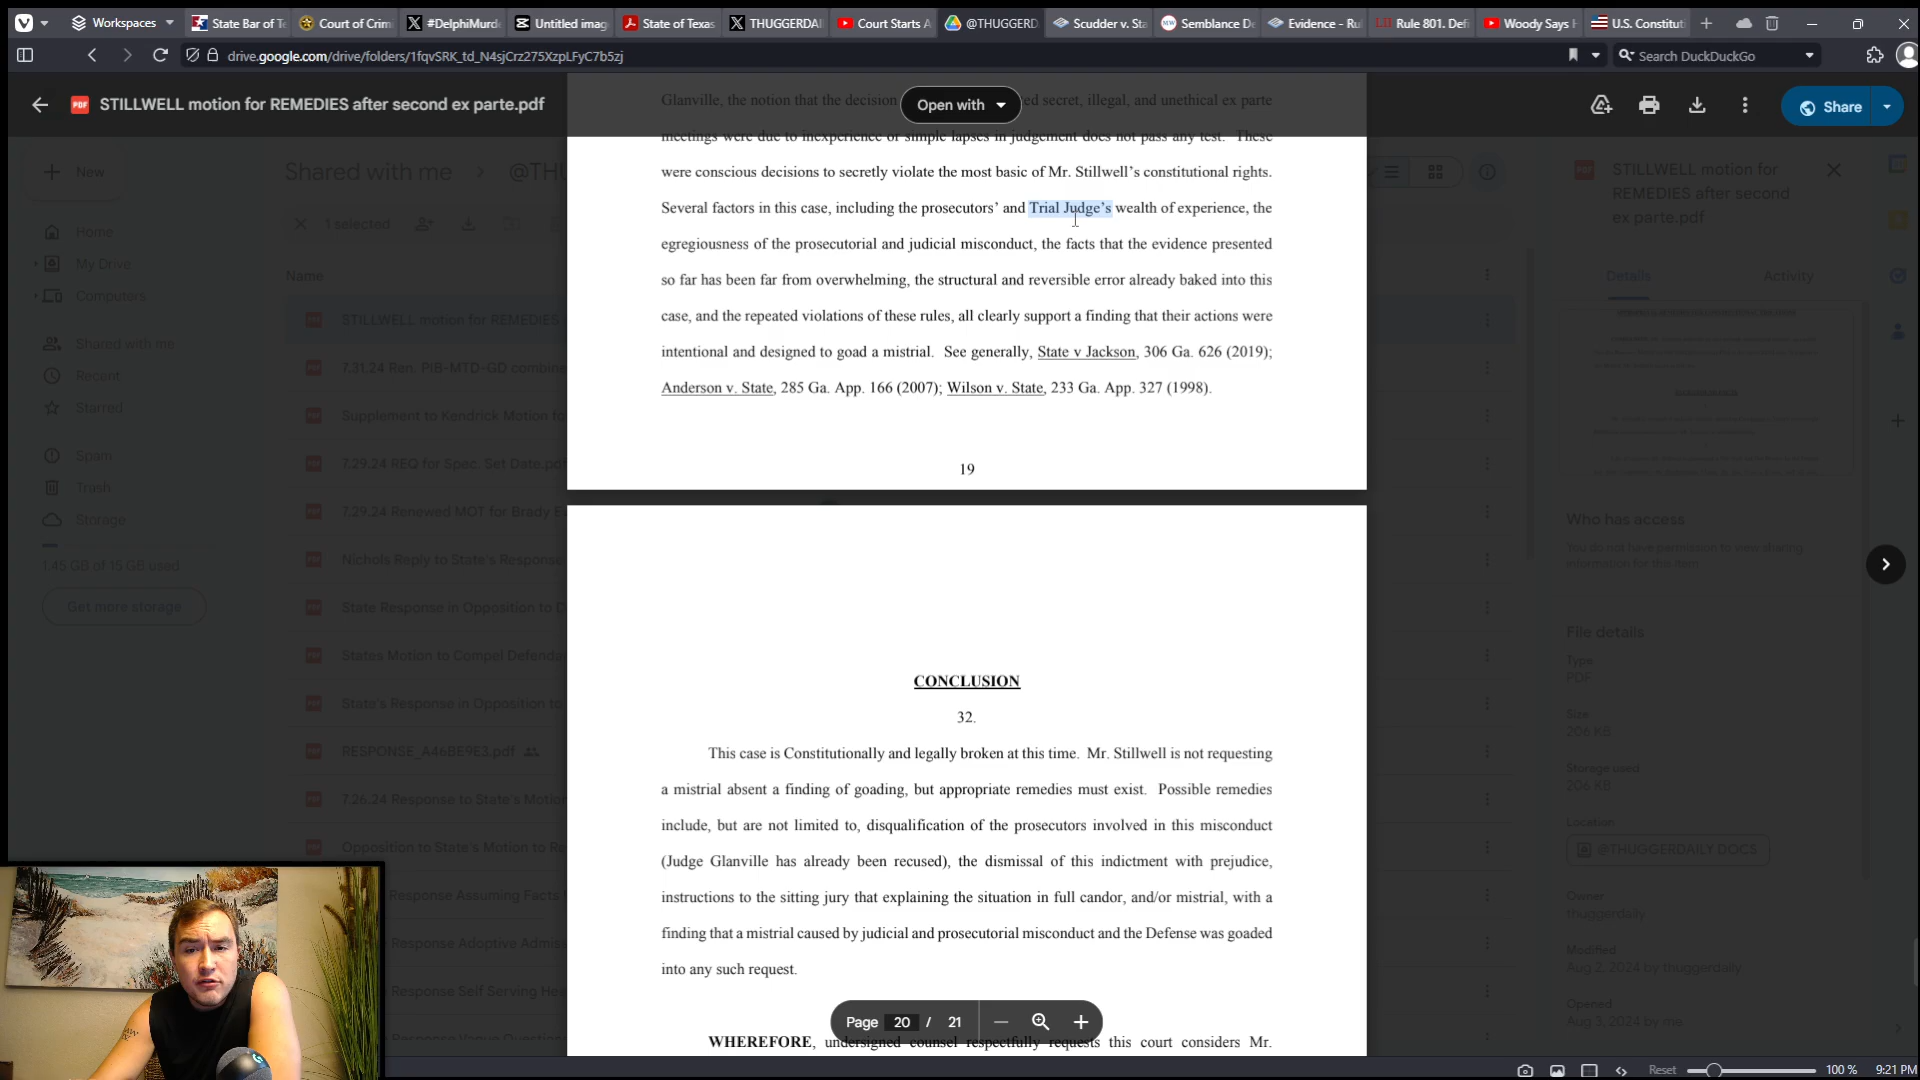 Workspaces
State Bar of Te
Court of Crim
#DelphiMurd
Untitled imag
State of Texas
THUGGERDAI
Court Starts A
@THUGGERD
Scudder v. Sta
Semblance De
Evidence - Ru
Rule 801. Defi
Woody Says H
U.S. Constituti
drive.google.com/drive/folders/1fqvSRK_td_N4sjCrz275XzpLFyC7b5zj
Search DuckDuckGo
STILLWELL motion for REMEDIES after second ex parte.pdf
Open with
Share
Glanville, the notion that the decision
ed secret, illegal, and unethical ex parte
meetings were due to inexperience or simple lapses in judgement does not pass any test. These
were conscious decisions to secretly violate the most basic of Mr. Stillwell's constitutional rights.
Several factors in this case, including the prosecutors' and Trial Judge's wealth of experience, the
egregiousness of the prosecutorial and judicial misconduct, the facts that the evidence presented
so far has been far from overwhelming, the structural and reversible error already baked into this
case, and the repeated violations of these rules, all clearly support a finding that their actions were
intentional and designed to goad a mistrial. See generally, State v Jackson, 306 Ga. 626 (2019);
Anderson v. State, 285 Ga. App. 166 (2007); Wilson v. State, 233 Ga. App. 327 (1998).
19
CONCLUSION
32.
This case is Constitutionally and legally broken at this time. Mr. Stillwell is not requesting
a mistrial absent a finding of goading, but appropriate remedies must exist. Possible remedies
include, but are not limited to, disqualification of the prosecutors involved in this misconduct
(Judge Glanville has already been recused), the dismissal of this indictment with prejudice,
instructions to the sitting jury that explaining the situation in full candor, and/or mistrial, with a
finding that a mistrial caused by judicial and prosecutorial misconduct and the Defense was goaded
into any such request.
WHEREFORE, undersigned counsel respectfully requests this court considers Mr.
Page 20 / 21
New
Home
My Drive
Computers
Shared with me
Recent
Starred
Spam
Trash
Storage
1.45 GB of 15 GB used
Get more storage
Shared with me > @THU
1 selected
Name
STILLWELL motion for REMEDIES
7.31.24 Ren. PIB-MTD-GD combine
Supplement to Kendrick Motion fo
7.29.24 REQ for Spec. Set Date.pdf
7.29.24 Renewed MOT for Brady E
Nichols Reply to State's Response
State Response in Opposition to D
States Motion to Compel Defenda
State's Response in Opposition to
RESPONSE_A46BE9E3.pdf
7.26.24 Response to State's Motion
Opposition to State's Motion to Re
Response Assuming Facts
Response Adoptive Admis
Response Self Serving Hea
Response Vague Questions
STILLWELL motion for
REMEDIES after second
ex parte.pdf
Details
Activity
Who has access
You do not have permission to view sharing
information for this item
File details
Type
PDF
Size
206 KB
Storage used
206 KB
Location
@THUGGERDAILY DOCS
Owner
thuggerdaily
Modified
Aug 2, 2024 by thuggerdaily
Opened
Aug 3, 2024 by me
Reset
100 %
9:21 PM